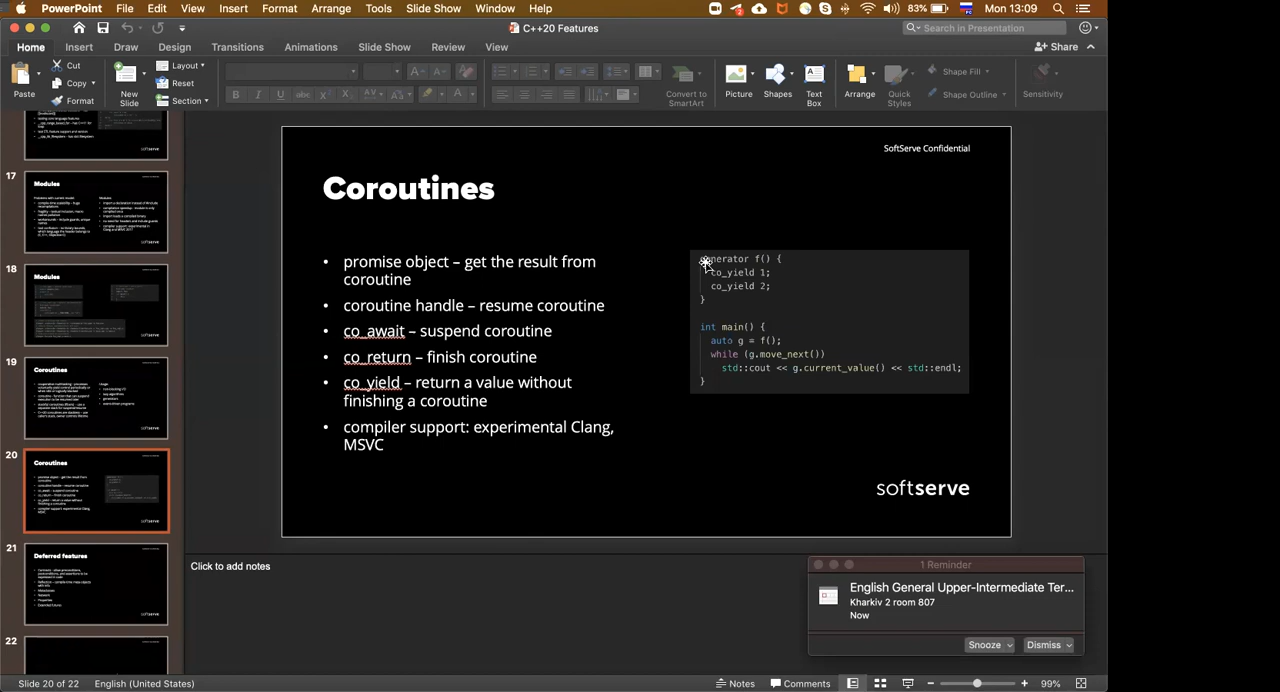 PowerPoint File Edit View Insert Format Arrange Tools Slide Show Window Help 83% Mon 13:09
C++20 Features
Search in Presentation
Home Insert Draw Design Transitions Animations Slide Show Review View
Share
Paste
Cut
Copy
Format
New Slide
Layout
Reset
Section
Convert to SmartArt
Picture
Shapes
Text Box
Arrange
Quick Styles
Shape Fill
Shape Outline
Sensitivity
17
Modules
18
Modules
19
Coroutines
20
Coroutines
21
Deferred features
22
SoftServe Confidential
Coroutines
• promise object – get the result from
coroutine
• coroutine handle – resume coroutine
• co_await – suspend coroutine
• co_return – finish coroutine
• co_yield – return a value without
finishing a coroutine
• compiler support: experimental Clang,
MSVC
generator f() {
co_yield 1;
co_yield 2;
}
int main() {
auto g = f();
while (g.move_next())
std::cout << g.current_value() << std::endl;
}
softserve
Click to add notes
1 Reminder
English General Upper-Intermediate Ter...
Kharkiv 2 room 807
Now
Snooze
Dismiss
Slide 20 of 22 English (United States)
Notes Comments 99%